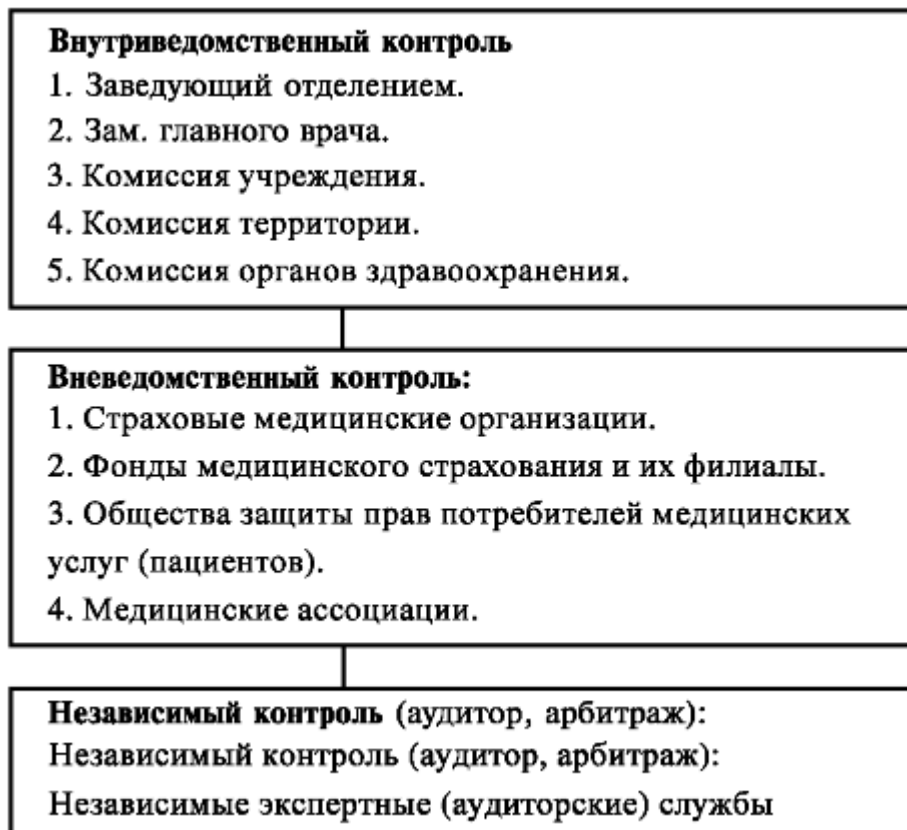 Внутриведомственный контроль
1. Заведующий отделением.
2. Зам. главного врача.
3. Комиссия учреждения.
4. Комиссия территории.
5. Комиссия органов здравоохранения.
Вневедомственный контроль:
1. Страховые медицинские организации.
2. Фонды медицинского страхования и их филиалы.
3. Общества защиты прав потребителей медицинских
услуг (пациентов).
4. Медицинские ассоциации.
Независимый контроль (аудитор, арбитраж):
Независимый контроль (аудитор, арбитраж):
Независимые экспертные (аудиторские) службы